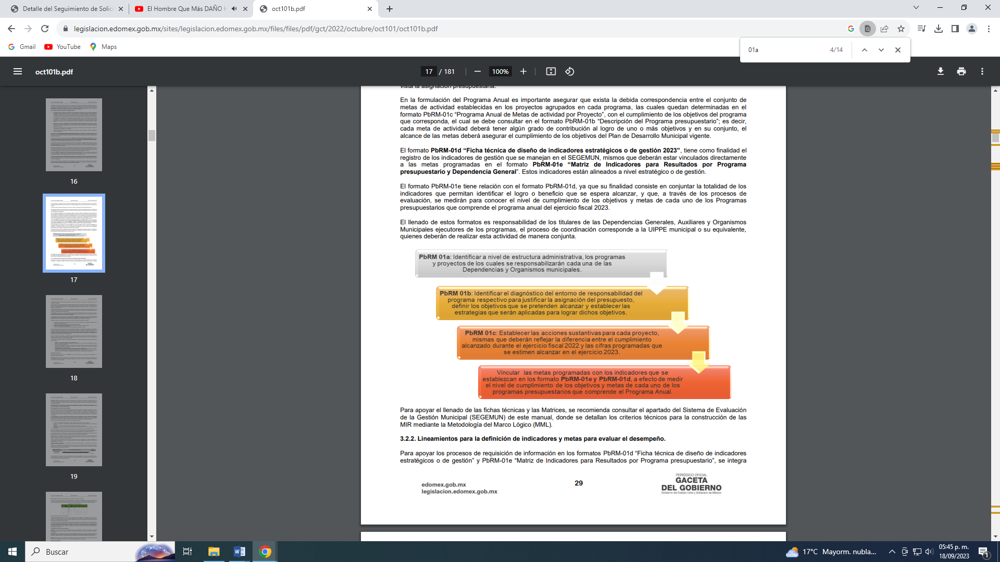 Detalle del Seguimiento de Solici
El Hombre Que Más DAÑO H
oct101b.pdf
legislacion.edomex.gob.mx/sites/legislacion.edomex.gob.mx/files/files/pdf/gct/2022/octubre/oct101/oct101b.pdf
Gmail
YouTube
Maps
01a
4/14
oct101b.pdf
17 / 181
100%
16
17
18
19
vista la asignación presupuestaria.
En la formulación del Programa Anual es importante asegurar que exista la debida correspondencia entre el conjunto de
metas de actividad establecidas en los proyectos agrupados en cada programa, las cuales quedan determinadas en el
formato PbRM-01c “Programa Anual de Metas de actividad por Proyecto”, con el cumplimiento de los objetivos del programa
que corresponda, el cual se debe consultar en el formato PbRM-01b “Descripción del Programa presupuestario”; es decir,
cada meta de actividad deberá tener algún grado de contribución al logro de uno o más objetivos y en su conjunto, el
alcance de las metas deberá asegurar el cumplimiento de los objetivos del Plan de Desarrollo Municipal vigente.
El formato PbRM-01d “Ficha técnica de diseño de indicadores estratégicos o de gestión 2023”, tiene como finalidad el
registro de los indicadores de gestión que se manejan en el SEGEMUN, mismos que deberán estar vinculados directamente
a las metas programadas en el formato PbRM-01e “Matriz de Indicadores para Resultados por Programa
presupuestario y Dependencia General”. Estos indicadores están alineados a nivel estratégico o de gestión.
El formato PbRM-01e tiene relación con el formato PbRM-01d, ya que su finalidad consiste en conjuntar la totalidad de los
indicadores que permitan identificar el logro o beneficio que se espera alcanzar, y que, a través de los procesos de
evaluación, se medirán para conocer el nivel de cumplimiento de los objetivos y metas de cada uno de los Programas
presupuestarios que comprende el programa anual del ejercicio fiscal 2023.
El llenado de estos formatos es responsabilidad de los titulares de las Dependencias Generales, Auxiliares y Organismos
Municipales ejecutores de los programas, el proceso de coordinación corresponde a la UIPPE municipal o su equivalente,
quienes deberán de realizar esta actividad de manera conjunta.
PbRM 01a: Identificar a nivel de estructura administrativa, los programas
y proyectos de los cuales se responsabilizarán cada una de las
Dependencias y Organismos municipales.
PbRM 01b: Identificar el diagnóstico del entorno de responsabilidad del
programa respectivo para justificar la asignación del presupuesto,
definir los objetivos que se pretenden alcanzar y establecer las
estrategias que serán aplicadas para lograr dichos objetivos.
PbRM 01c: Establecer las acciones sustantivas para cada proyecto,
mismas que deberán reflejar la diferencia entre el cumplimiento
alcanzado durante el ejercicio fiscal 2022 y las cifras programadas que
se estimen alcanzar en el ejercicio 2023.
Vincular las metas programadas con los indicadores que se
establezcan en los formato PbRM-01e y PbRM-01d, a efecto de medir
el nivel de cumplimiento de los objetivos y metas de cada uno de los
programas presupuestarios que comprende el Programa Anual.
Para apoyar el llenado de las fichas técnicas y las Matrices, se recomienda consultar el apartado del Sistema de Evaluación
de la Gestión Municipal (SEGEMUN) de este manual, donde se detallan los criterios técnicos para la construcción de las
MIR mediante la Metodología del Marco Lógico (MML).
3.2.2. Lineamientos para la definición de indicadores y metas para evaluar el desempeño.
Para apoyar los procesos de requisición de información en los formatos PbRM-01d “Ficha técnica de diseño de indicadores
estratégicos o de gestión” y PbRM-01e “Matriz de Indicadores para Resultados por Programa presupuestario”, se integra
edomex.gob.mx
legislacion.edomex.gob.mx
29
PERIÓDICO OFICIAL
GACETA
DEL GOBIERNO
Gobierno del Estado Libre y Soberano de México
Buscar
17°C Mayorm. nubla...
05:45 p. m.
18/09/2023
1